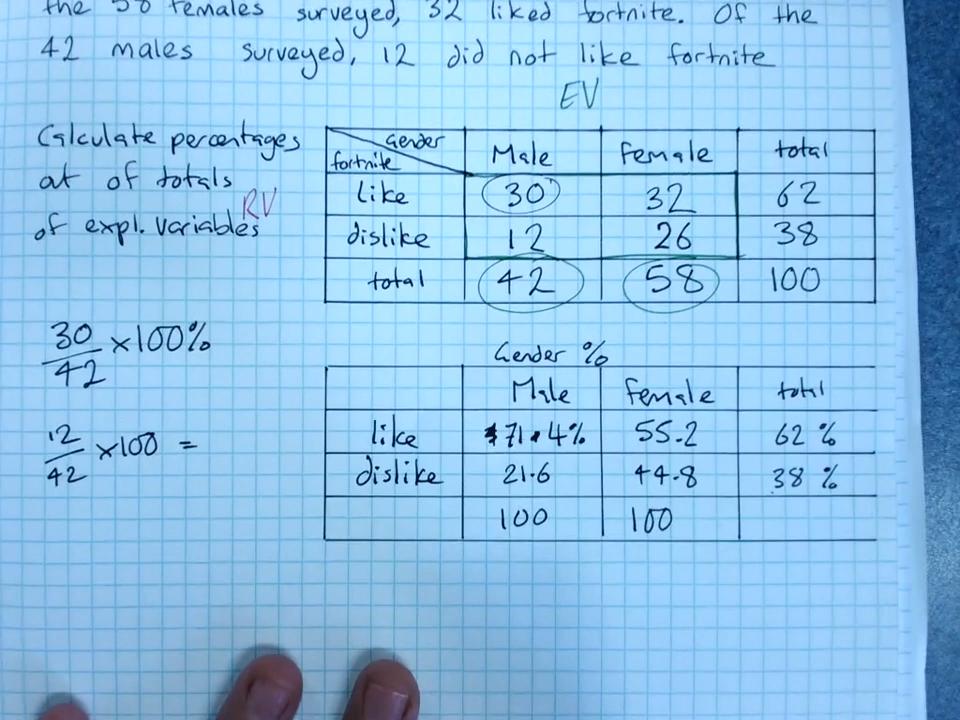 the 58 females surveyed, 32 liked fortnite. Of the
42 males surveyed, 12 did not like fortnite
EV
Calculate percentages
at of totals
of expl. variables
RV
Gender
fortnite
Male Female total
like 30 32 62
dislike 12 26 38
total 42 58 100
30/42 ×100%
12/42 ×100 =
Gender %
Male Female total
like 71.4% 55.2 62 %
dislike 21.6 44.8 38 %
100 100